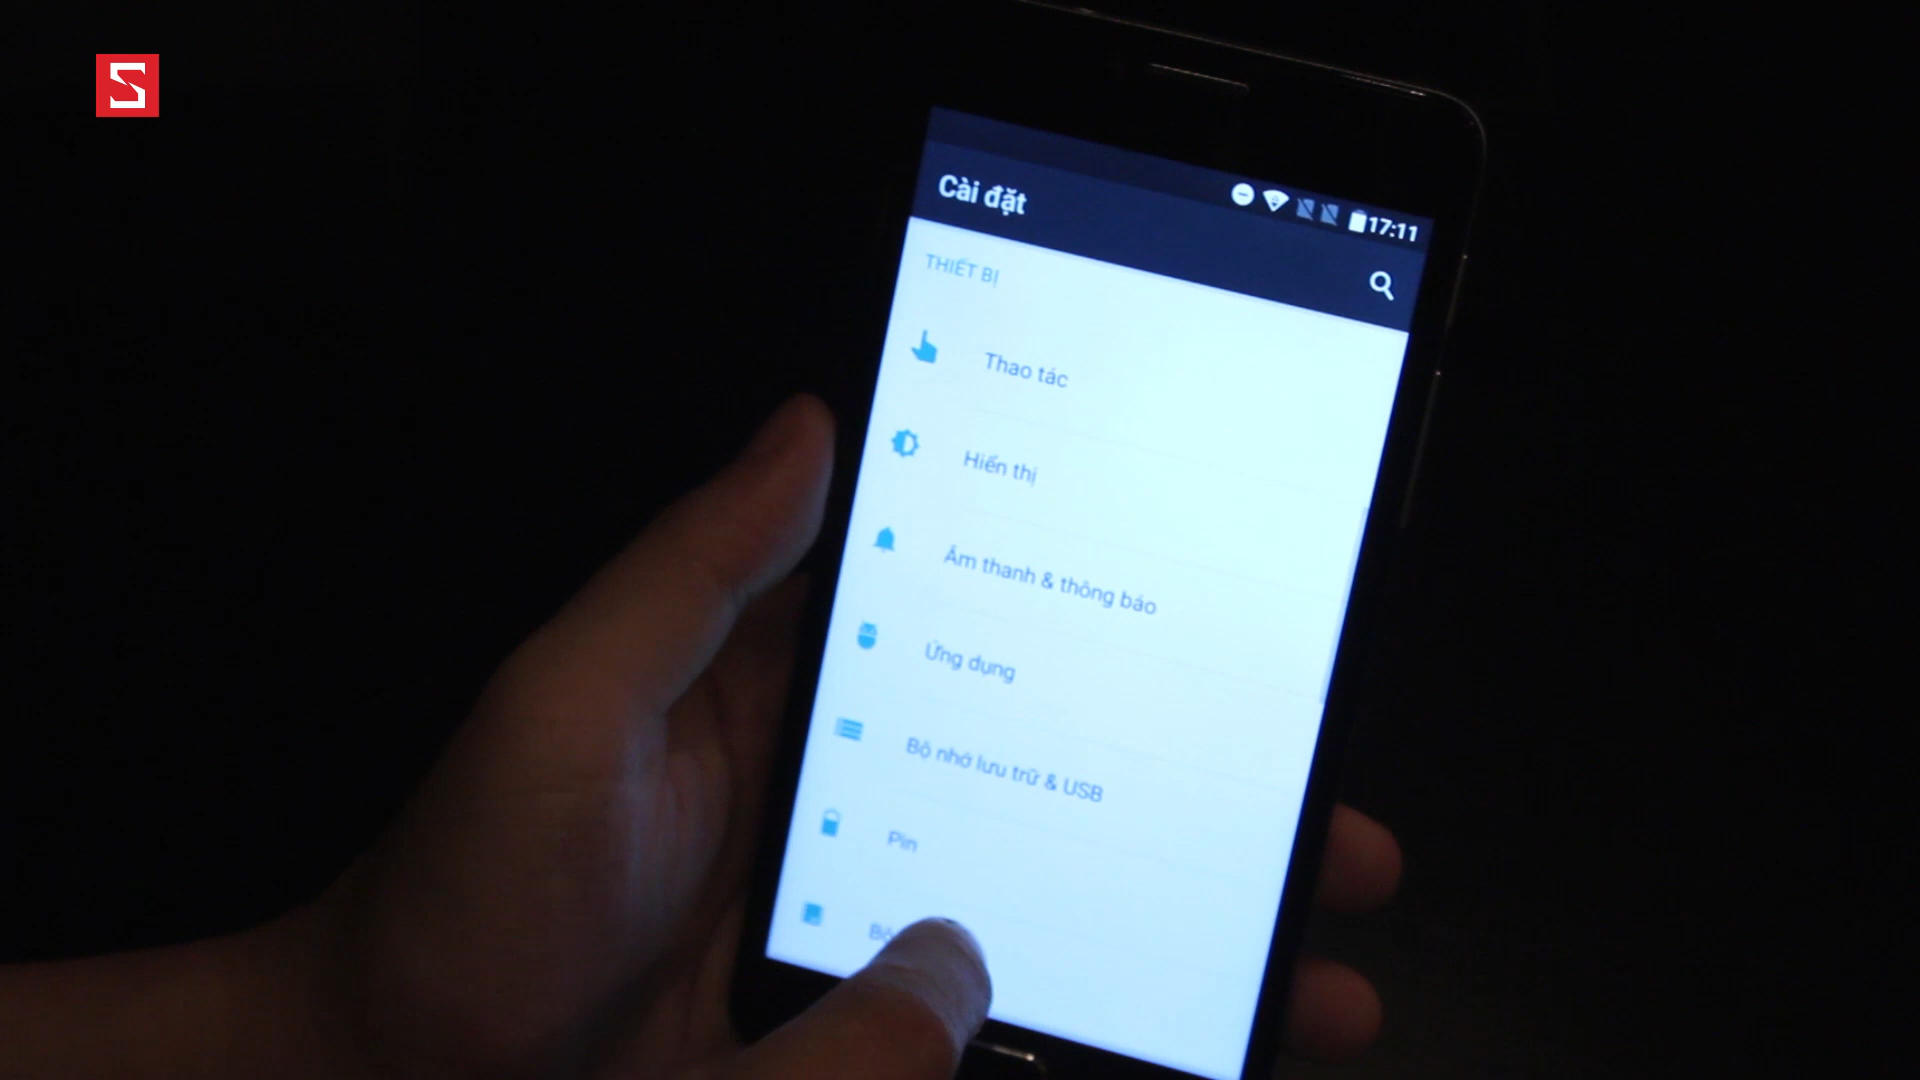 S
17:11
Cài đặt
THIẾT BỊ
Thao tác
Hiển thị
Âm thanh & thông báo
Ứng dụng
Bộ nhớ lưu trữ & USB
Pin